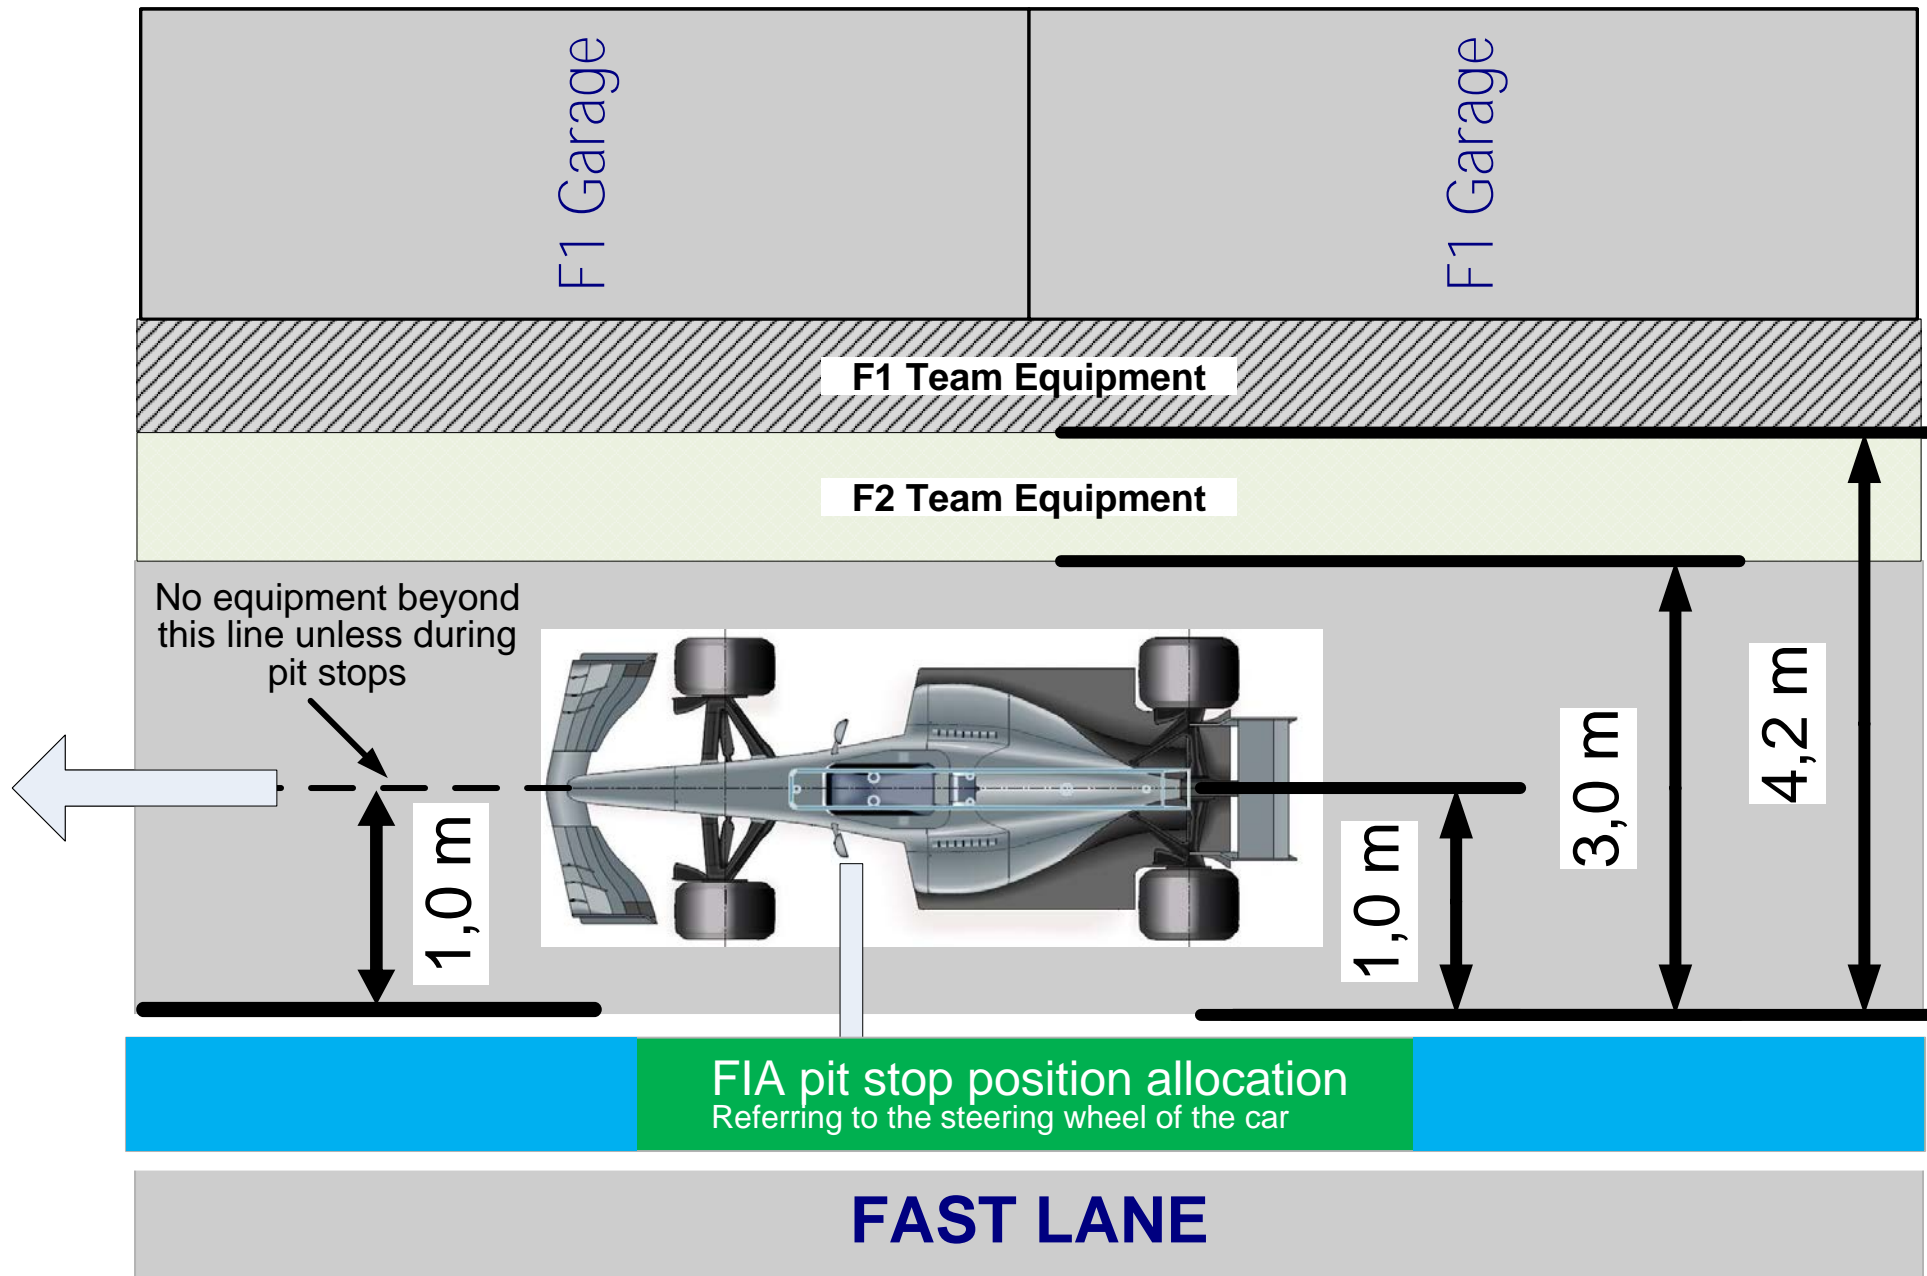 F1 Garage
F1 Garage
F1 Team Equipment
F2 Team Equipment
No equipment beyond
this line unless during
pit stops
1,0 m
1,0 m
3,0 m
4,2 m
FIA pit stop position allocation
Referring to the steering wheel of the car
FAST LANE